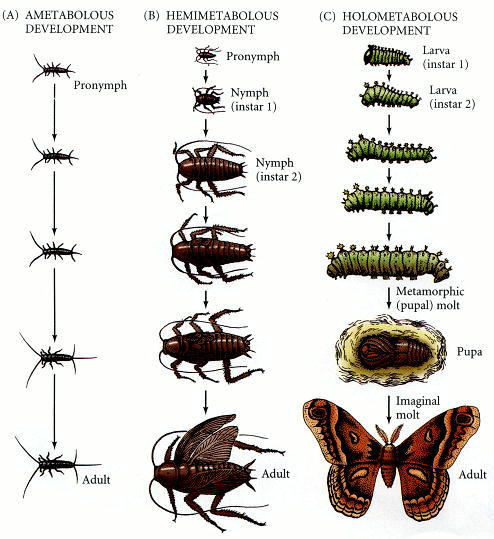 (A) AMETABOLOUS
DEVELOPMENT
Pronymph
Adult
(B) HEMIMETABOLOUS
DEVELOPMENT
Pronymph
Nymph
(instar 1)
Nymph
(instar 2)
Adult
(C) HOLOMETABOLOUS
DEVELOPMENT
Larva
(instar 1)
Larva
(instar 2)
Metamorphic
(pupal) molt
Pupa
Imaginal
molt
Adult